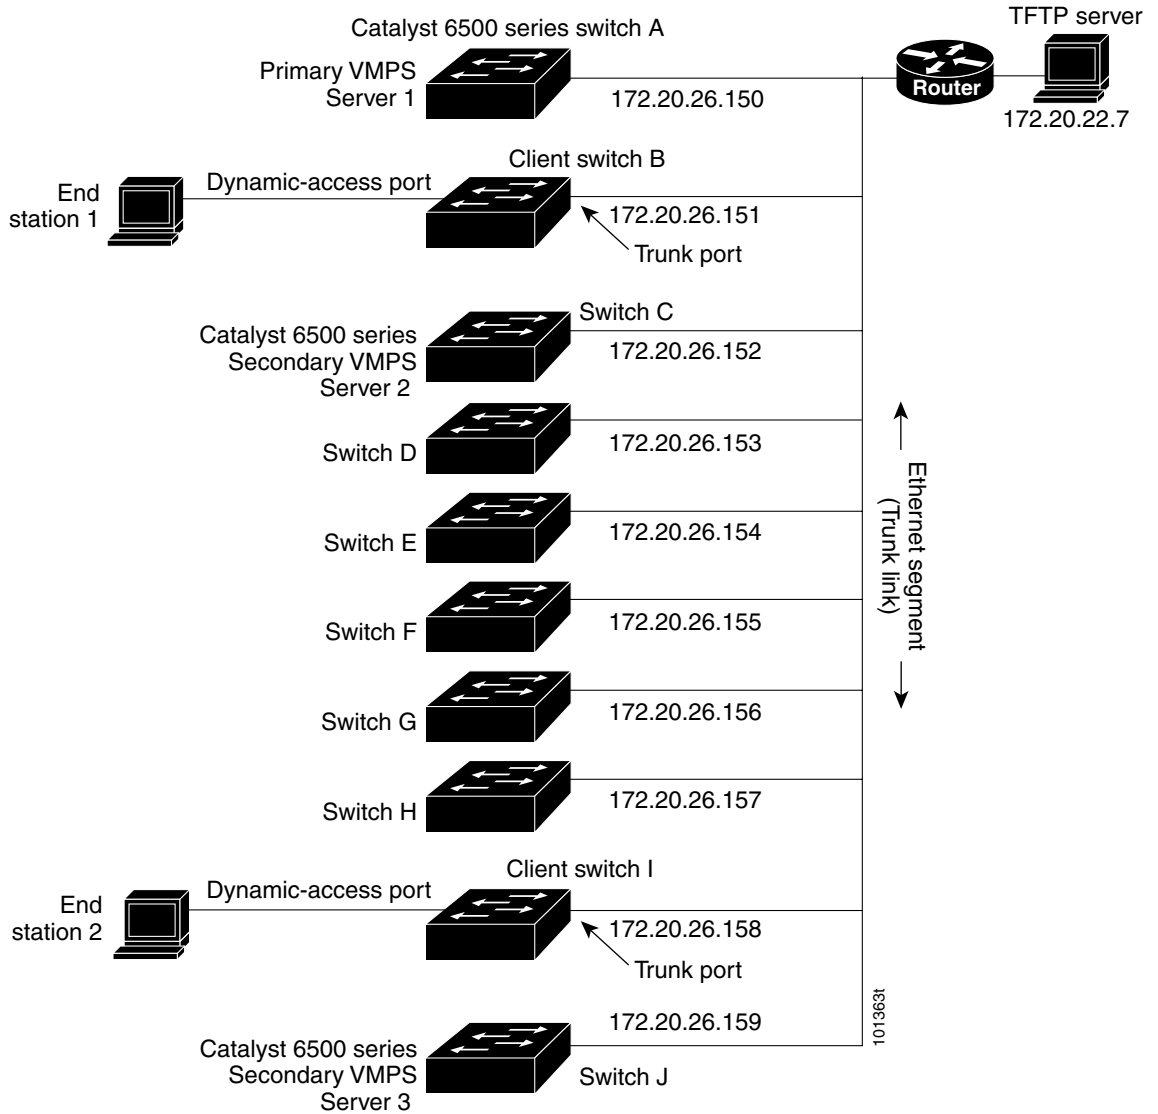 TFTP server
Catalyst 6500 series switch A
Primary VMPS
Server 1
Router
172.20.26.150
172.20.22.7
Client switch B
End
station 1
Dynamic-access port
172.20.26.151
Trunk port
Switch C
Catalyst 6500 series
Secondary VMPS
Server 2
172.20.26.152
Switch D
172.20.26.153
Ethernet segment
(Trunk link)
Switch E
172.20.26.154
Switch F
172.20.26.155
Switch G
172.20.26.156
Switch H
172.20.26.157
Client switch I
End
station 2
Dynamic-access port
172.20.26.158
Trunk port
101363t
172.20.26.159
Catalyst 6500 series
Secondary VMPS
Server 3
Switch J